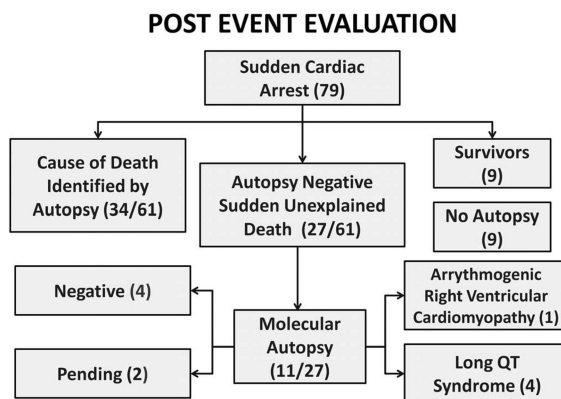 POST EVENT EVALUATION
Sudden Cardiac
Arrest (79)
Cause of Death
Identified by
Autopsy (34/61)
Autopsy Negative
Sudden Unexplained
Death (27/61)
Survivors
(9)
No Autopsy
(9)
Negative (4)
Pending (2)
Molecular
Autopsy
(11/27)
Arrythmogenic
Right Ventricular
Cardiomyopathy (1)
Long QT
Syndrome (4)